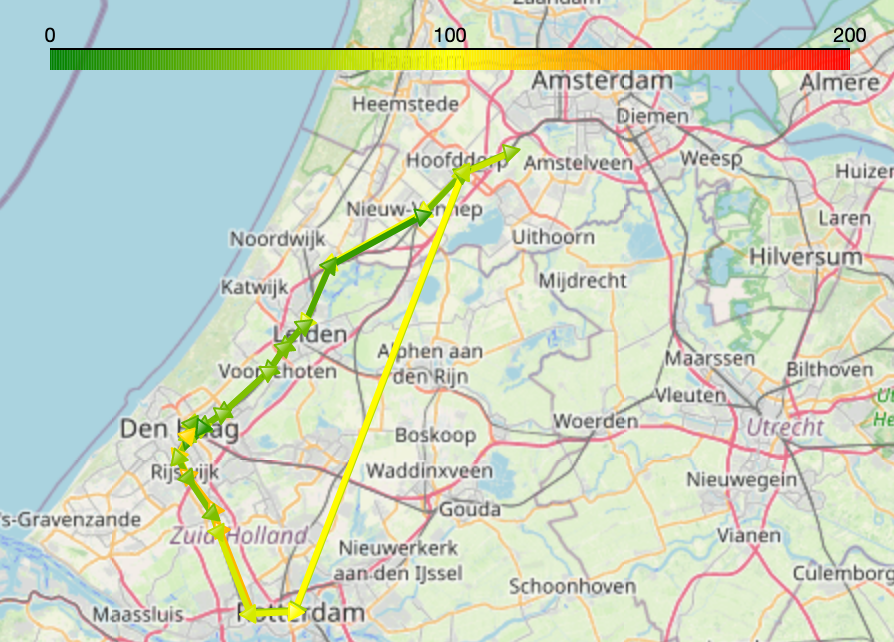 Zaandam
0 100 200
Haarlem
Amsterdam
Almere
Heemstede
Diemen
Hoofddorp
Amstelveen
Weesp
Huizen
Nieuw-Vennep
Laren
Noordwijk
Uithoorn
Hilversum
Katwijk
Mijdrecht
Leiden
Alphen aan
den Rijn
Maarssen
Voorschoten
Bilthoven
Vleuten
Den Haag
Boskoop
Woerden
Utrecht
Ut
He
Rijswijk
Waddinxveen
Nieuwegein
's-Gravenzande
Gouda
Zuid-Holland
Vianen
Nieuwerkerk
aan den IJssel
Culemborg
Schoonhoven
Maassluis
Rotterdam